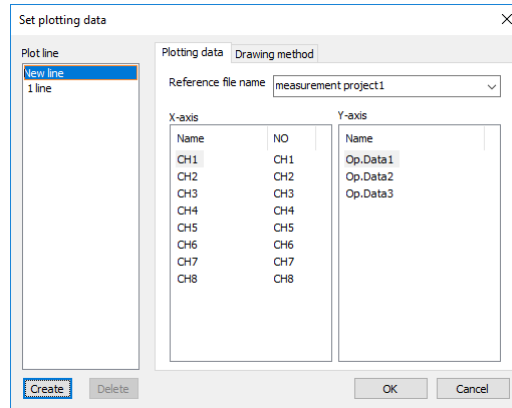 Set plotting data
Plot line
New line
1 line
Plotting data Drawing method
Reference file name measurement project1
X-axis
Name NO
CH1 CH1
CH2 CH2
CH3 CH3
CH4 CH4
CH5 CH5
CH6 CH6
CH7 CH7
CH8 CH8
Y-axis
Name
Op.Data1
Op.Data2
Op.Data3
Create Delete OK Cancel